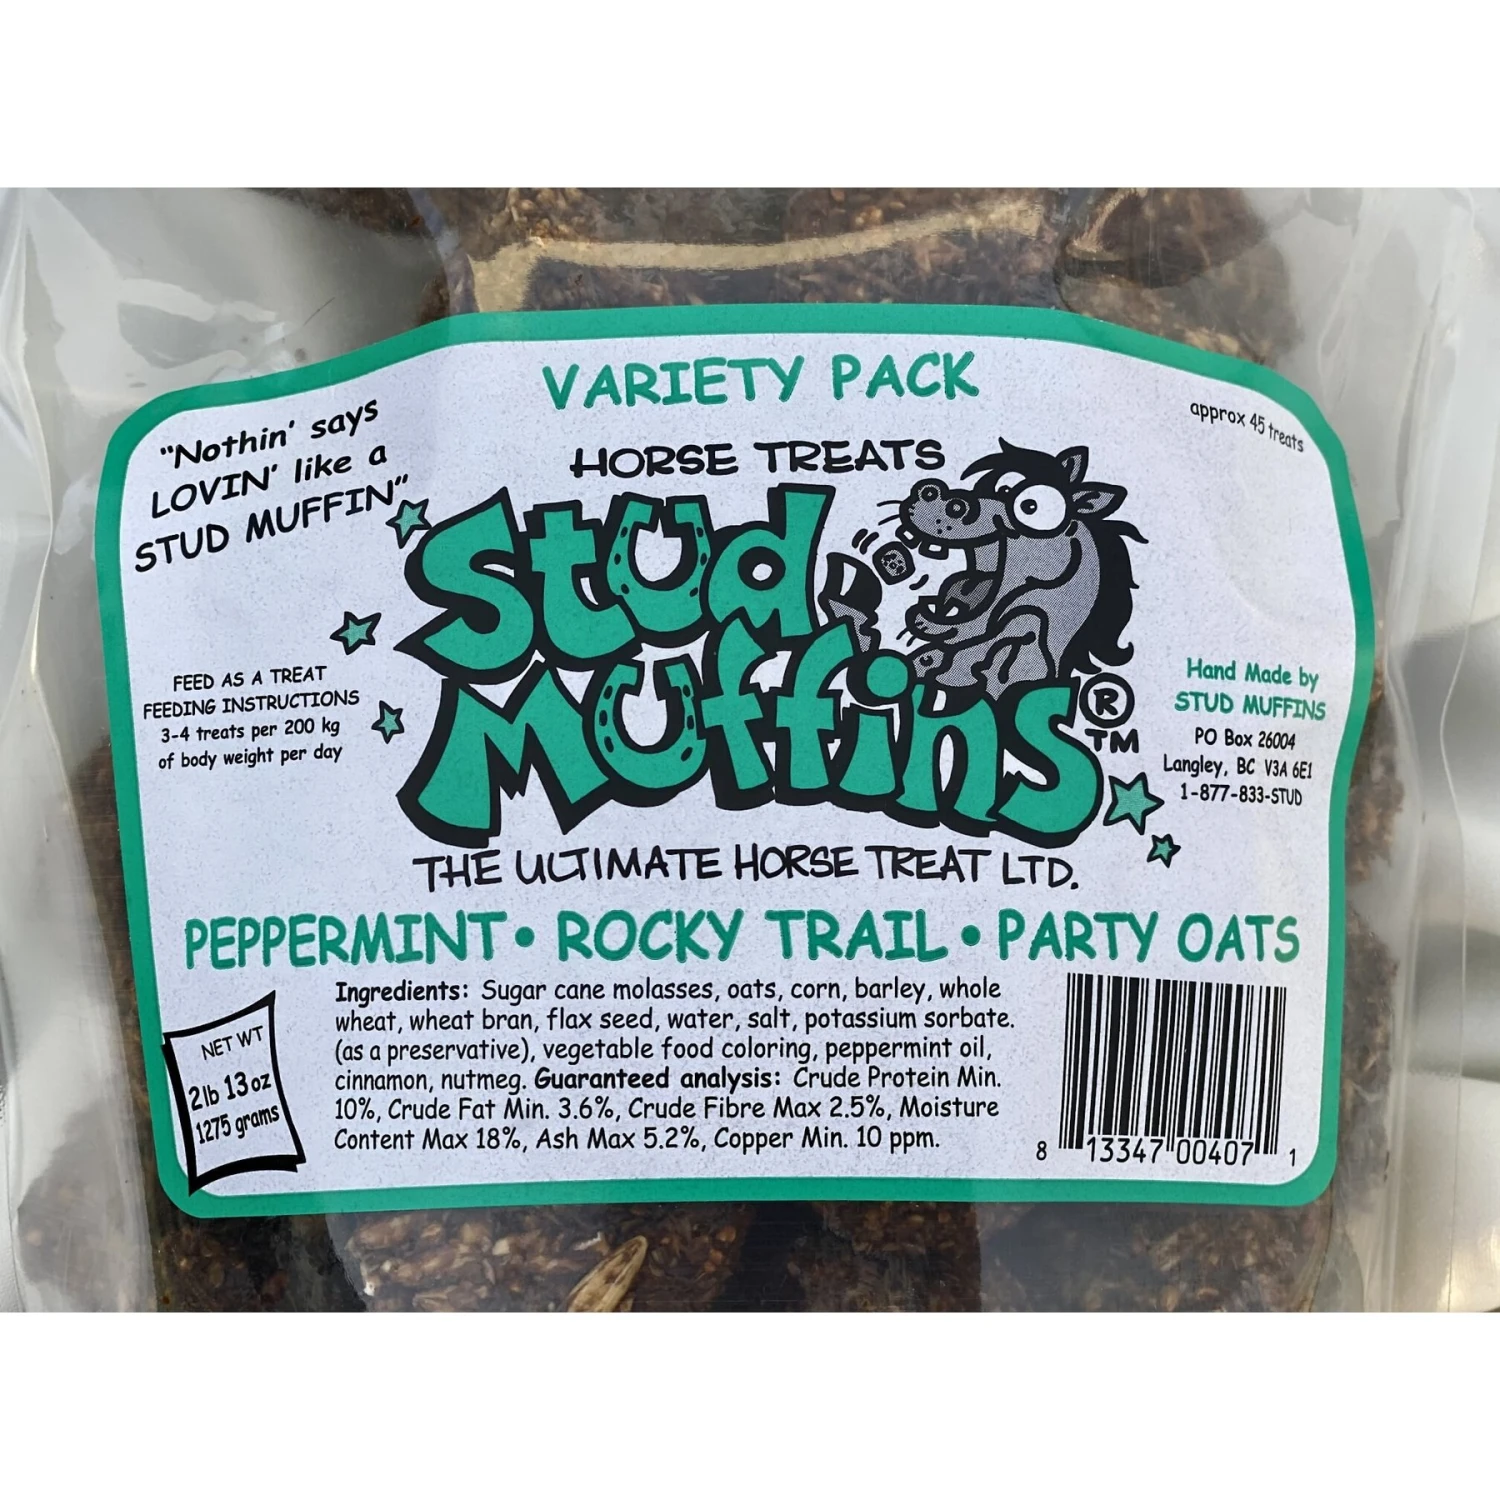 VARIETY PACK
approx 45 treats
"Nothin' says
LOVIN' like a
STUD MUFFIN"
HORSE TREATS
Stud
Muffins
®
TM
FEED AS A TREAT
FEEDING INSTRUCTIONS
3-4 treats per 200 kg
of body weight per day
Hand Made by
STUD MUFFINS
PO Box 26004
Langley, BC V3A 6E1
1-877-833-STUD
THE ULTIMATE HORSE TREAT LTD.
PEPPERMINT • ROCKY TRAIL • PARTY OATS
NET WT
2lb 13 oz
1275 grams
Ingredients: Sugar cane molasses, oats, corn, barley, whole
wheat, wheat bran, flax seed, water, salt, potassium sorbate.
(as a preservative), vegetable food coloring, peppermint oil,
cinnamon, nutmeg. Guaranteed analysis: Crude Protein Min.
10%, Crude Fat Min. 3.6%, Crude Fibre Max 2.5%, Moisture
Content Max 18%, Ash Max 5.2%, Copper Min. 10 ppm.
8 13347 00407 1